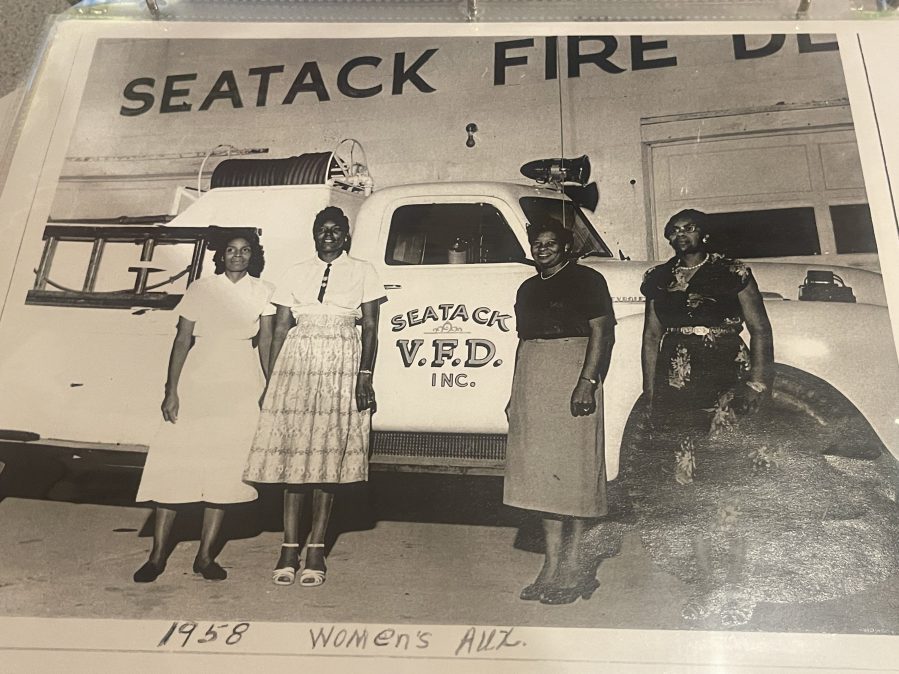 SEATACK FIRE DE
SEATACK
V.F.D.
INC.
1958 WOMEN'S AUX.